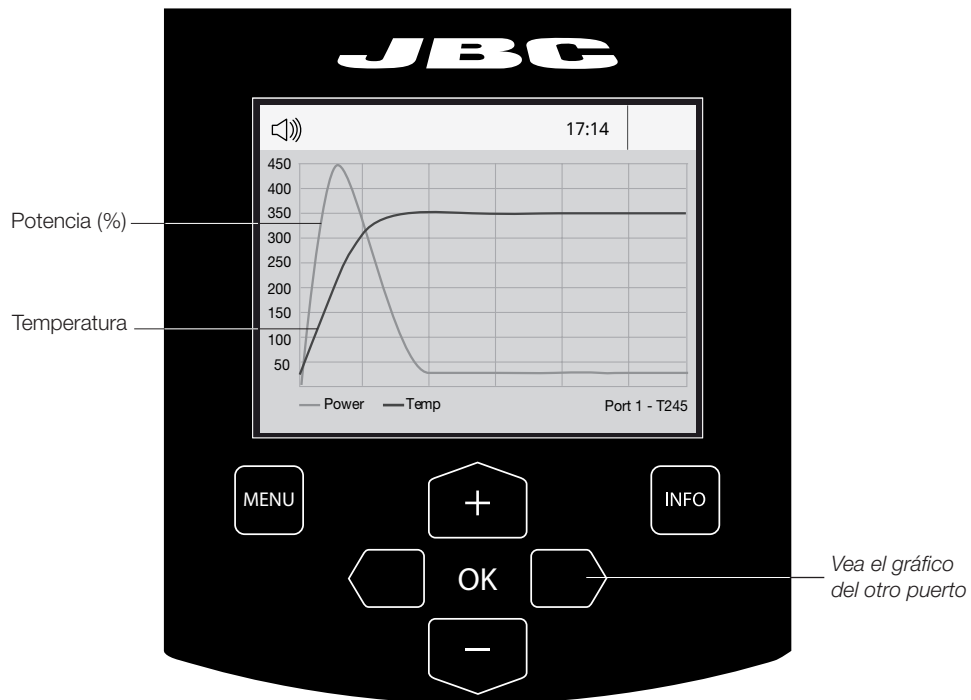 JBC
17:14
450
400
350
300
250
200
150
100
50
Power
Temp
Port 1 - T245
Potencia (%)
Temperatura
MENU
+
INFO
OK
−
Vea el gráfico
del otro puerto